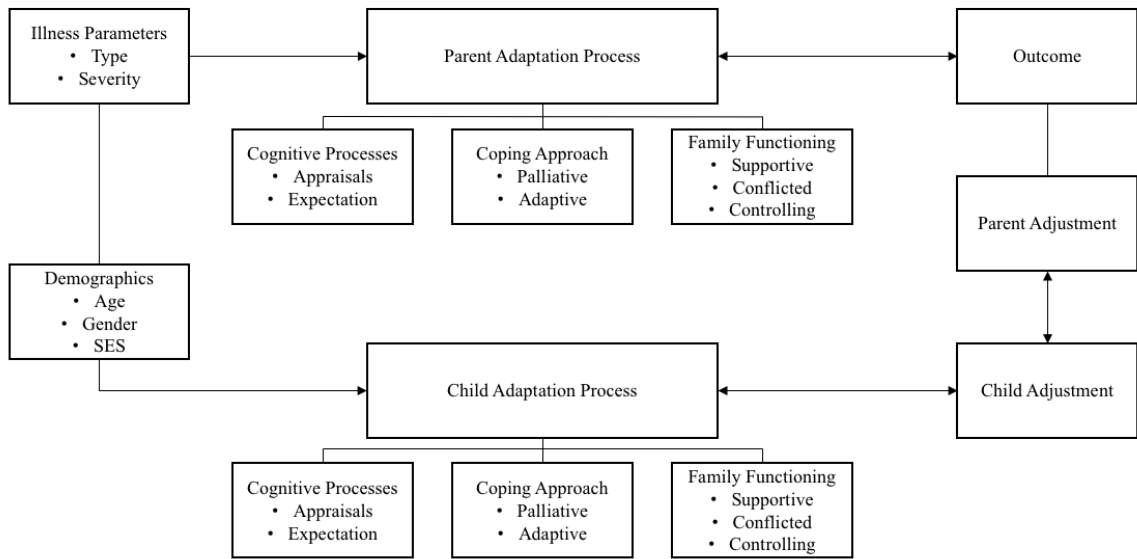 Illness Parameters
• Type
• Severity
Parent Adaptation Process
Outcome
Cognitive Processes
• Appraisals
• Expectation
Coping Approach
• Palliative
• Adaptive
Family Functioning
• Supportive
• Conflicted
• Controlling
Parent Adjustment
Demographics
• Age
• Gender
• SES
Child Adaptation Process
Child Adjustment
Cognitive Processes
• Appraisals
• Expectation
Coping Approach
• Palliative
• Adaptive
Family Functioning
• Supportive
• Conflicted
• Controlling